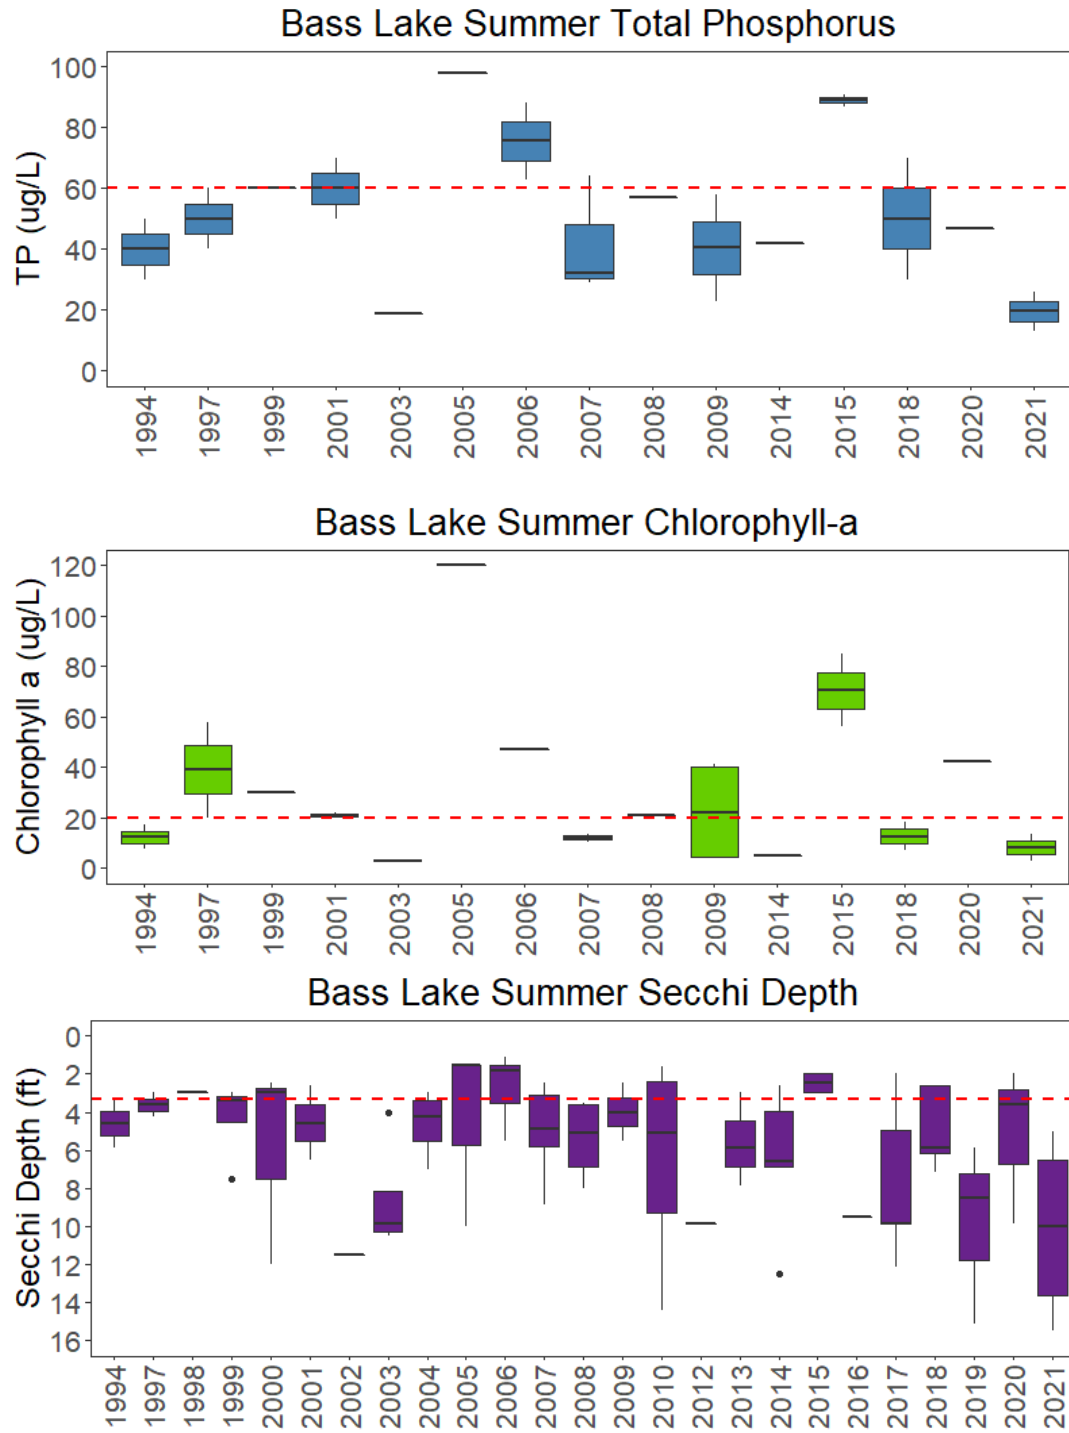 Bass Lake Summer Total Phosphorus
TP (ug/L)
100
80
60
40
20
0
1994 1997 1999 2001 2003 2005 2006 2007 2008 2009 2014 2015 2018 2020 2021
Bass Lake Summer Chlorophyll-a
Chlorophyll a (ug/L)
120
100
80
60
40
20
0
1994 1997 1999 2001 2003 2005 2006 2007 2008 2009 2014 2015 2018 2020 2021
Bass Lake Summer Secchi Depth
Secchi Depth (ft)
0
2
4
6
8
10
12
14
16
1994 1997 1998 1999 2000 2001 2002 2003 2004 2005 2006 2007 2008 2009 2010 2012 2013 2014 2015 2016 2017 2018 2019 2020 2021